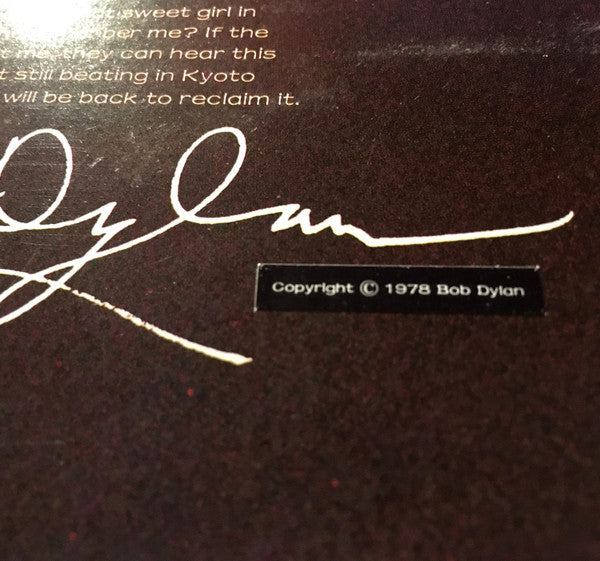 t sweet girl in
ber me? If the
t me, they can hear this
t still beating in Kyoto
will be back to reclaim it.
Dylan
Copyright © 1978 Bob Dylan